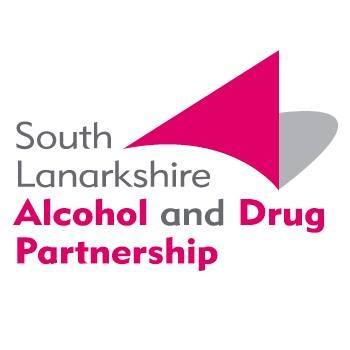 South
Lanarkshire
Alcohol and Drug
Partnership